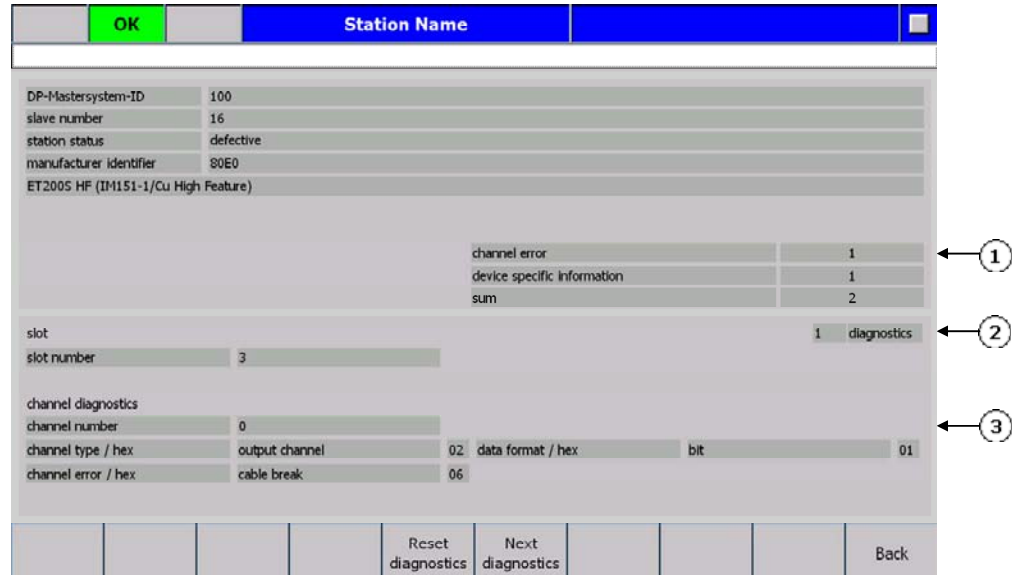 OK Station Name
DP-Mastersystem-ID 100
slave number 16
station status defective
manufacturer identifier 80E0
ET200S HF (IM151-1/Cu High Feature)
channel error 1 1
device specific information 1
sum 2
slot 1 diagnostics 2
slot number 3
channel diagnostics
channel number 0 3
channel type / hex output channel 02 data format / hex bit 01
channel error / hex cable break 06
Reset diagnostics Next diagnostics Back